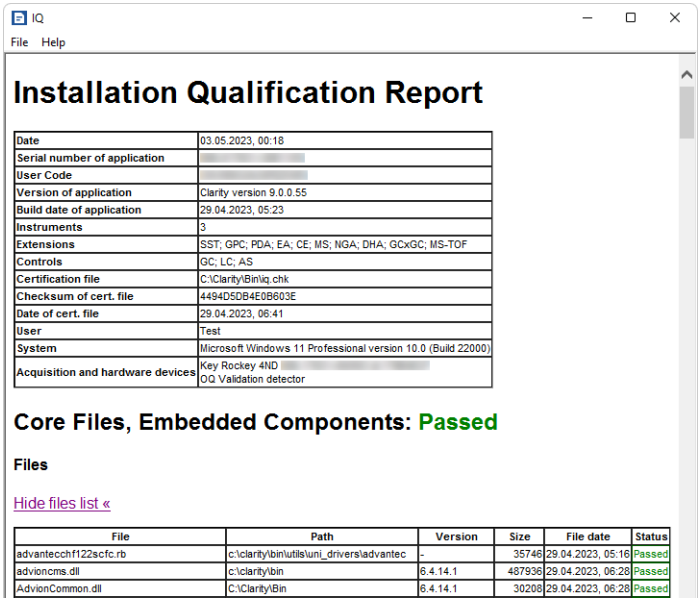 IQ
File Help
Installation Qualification Report
Date 03.05.2023, 00:18
Serial number of application
User Code
Version of application Clarity version 9.0.0.55
Build date of application 29.04.2023, 05:23
Instruments 3
Extensions SST; GPC; PDA; EA; CE; MS; NGA; DHA; GCxGC; MS-TOF
Controls GC; LC; AS
Certification file C:\Clarity\Bin\iq.chk
Checksum of cert. file 4494D5DB4E0B603E
Date of cert. file 29.04.2023, 06:41
User Test
System Microsoft Windows 11 Professional version 10.0 (Build 22000)
Acquisition and hardware devices Key Rockey 4ND
OQ Validation detector
Core Files, Embedded Components: Passed
Files
Hide files list «
File Path Version Size File date Status
advantecchf122scfc.rb c:\clarity\bin\utils\uni_drivers\advantec - 35746 29.04.2023, 05:16 Passed
advioncms.dll c:\clarity\bin 6.4.14.1 487936 29.04.2023, 06:28 Passed
AdvionCommon.dll C:\Clarity\Bin 6.4.14.1 30208 29.04.2023, 06:28 Passed